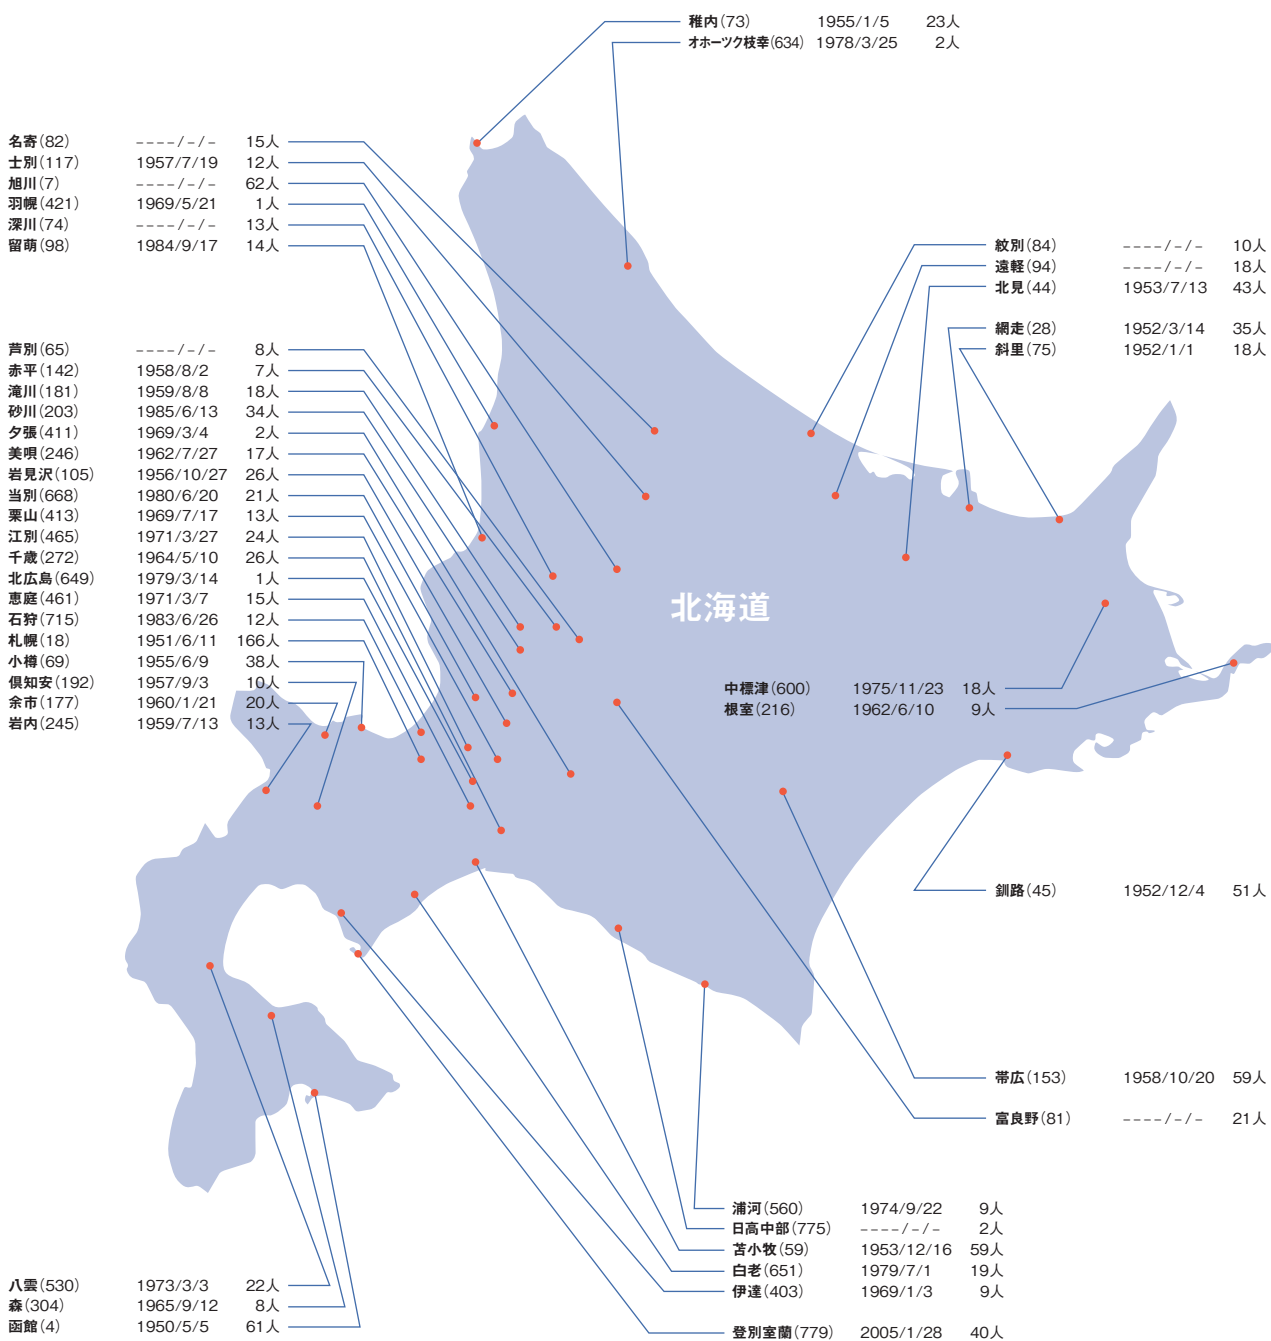 稚内(73) 1955/1/5 23人
オホーツク枝幸(634) 1978/3/25 2人
名寄(82) ----/-/- 15人
士別(117) 1957/7/19 12人
旭川(7) ----/-/- 62人
羽幌(421) 1969/5/21 1人
深川(74) ----/-/- 13人
留萌(98) 1984/9/17 14人
紋別(84) ----/-/- 10人
遠軽(94) ----/-/- 18人
北見(44) 1953/7/13 43人
網走(28) 1952/3/14 35人
斜里(75) 1952/1/1 18人
芦別(65) ----/-/- 8人
赤平(142) 1958/8/2 7人
滝川(181) 1959/8/8 18人
砂川(203) 1985/6/13 34人
夕張(411) 1969/3/4 2人
美唄(246) 1962/7/27 17人
岩見沢(105) 1956/10/27 26人
当別(668) 1980/6/20 21人
栗山(413) 1969/7/17 13人
江別(465) 1971/3/27 24人
千歳(272) 1964/5/10 26人
北広島(649) 1979/3/14 1人
恵庭(461) 1971/3/7 15人
石狩(715) 1983/6/26 12人
札幌(18) 1951/6/11 166人
小樽(69) 1955/6/9 38人
倶知安(192) 1957/9/3 10人
余市(177) 1960/1/21 20人
岩内(245) 1959/7/13 13人
北海道
中標津(600) 1975/11/23 18人
根室(216) 1962/6/10 9人
釧路(45) 1952/12/4 51人
帯広(153) 1958/10/20 59人
富良野(81) ----/-/- 21人
浦河(560) 1974/9/22 9人
日高中部(775) ----/-/- 2人
苫小牧(59) 1953/12/16 59人
白老(651) 1979/7/1 19人
伊達(403) 1969/1/3 9人
登別室蘭(779) 2005/1/28 40人
八雲(530) 1973/3/3 22人
森(304) 1965/9/12 8人
函館(4) 1950/5/5 61人